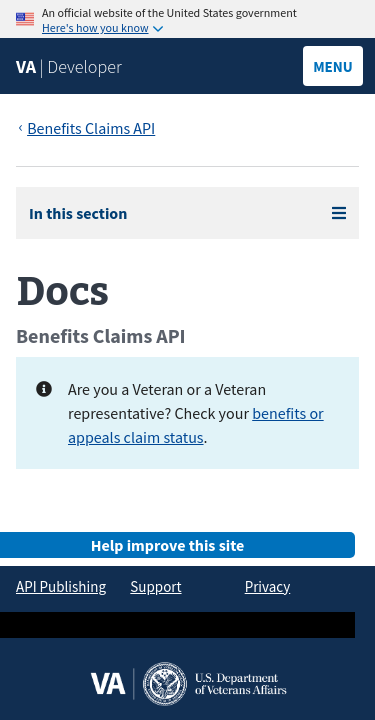 An official website of the United States government
Here's how you know
VA | Developer
MENU
‹ Benefits Claims API
In this section
Docs
Benefits Claims API
Are you a Veteran or a Veteran
representative? Check your benefits or
appeals claim status.
Help improve this site
API Publishing Support Privacy
VA | U.S. Department
of Veterans Affairs